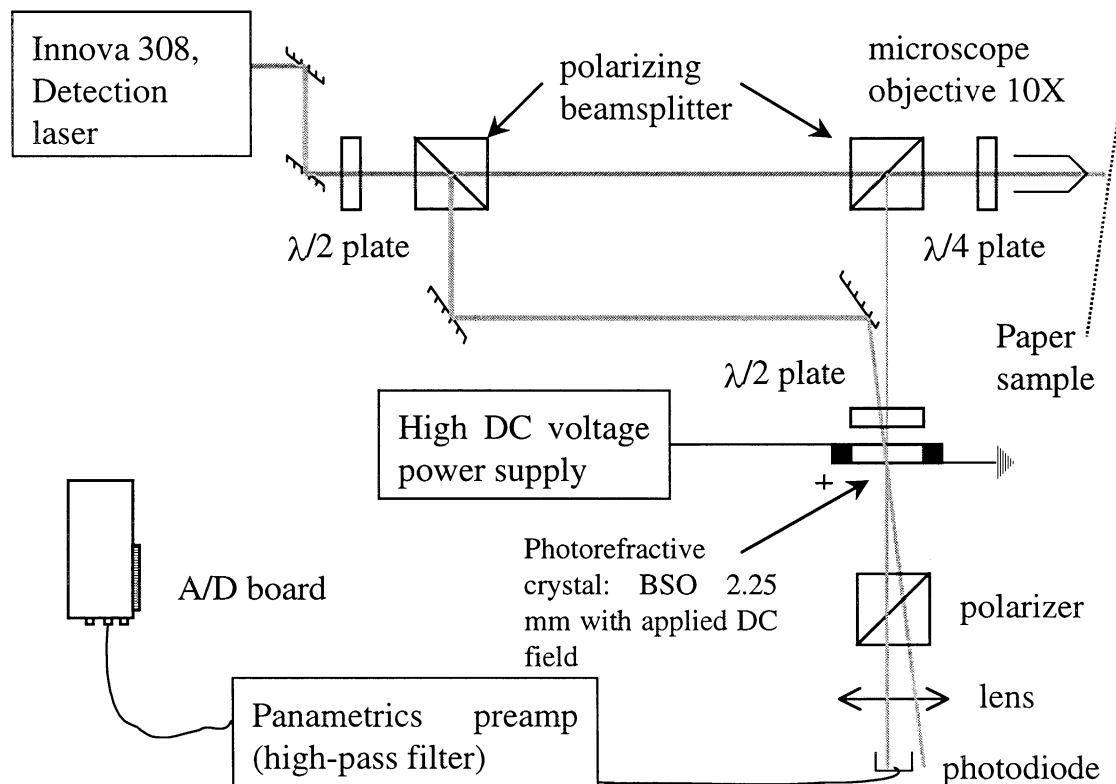 Innova 308,
Detection
laser
polarizing
beamsplitter
microscope
objective 10X
λ/2 plate
λ/4 plate
Paper
sample
λ/2 plate
High DC voltage
power supply
+
Photorefractive
crystal: BSO 2.25
mm with applied DC
field
A/D board
polarizer
lens
Panametrics preamp
(high-pass filter)
photodiode